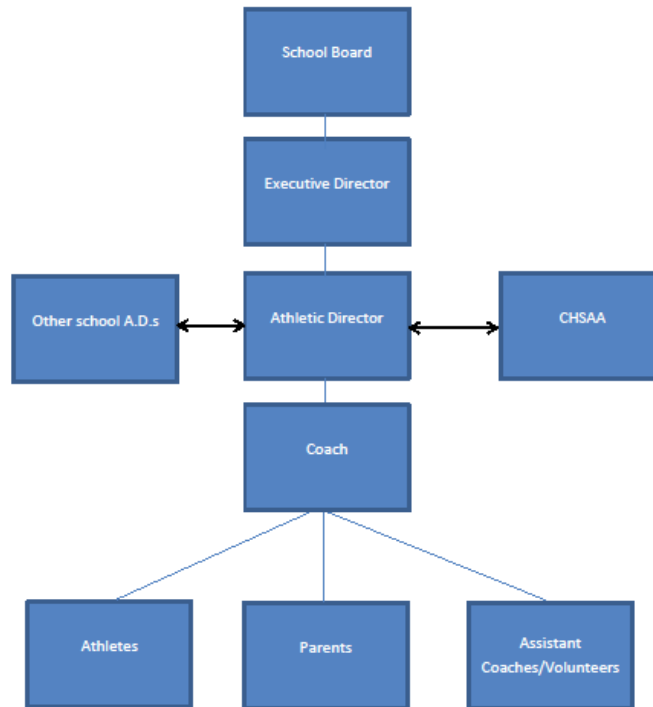 School Board
Executive Director
Other school A.D.s
Athletic Director
CHSAA
Coach
Athletes
Parents
Assistant
Coaches/Volunteers